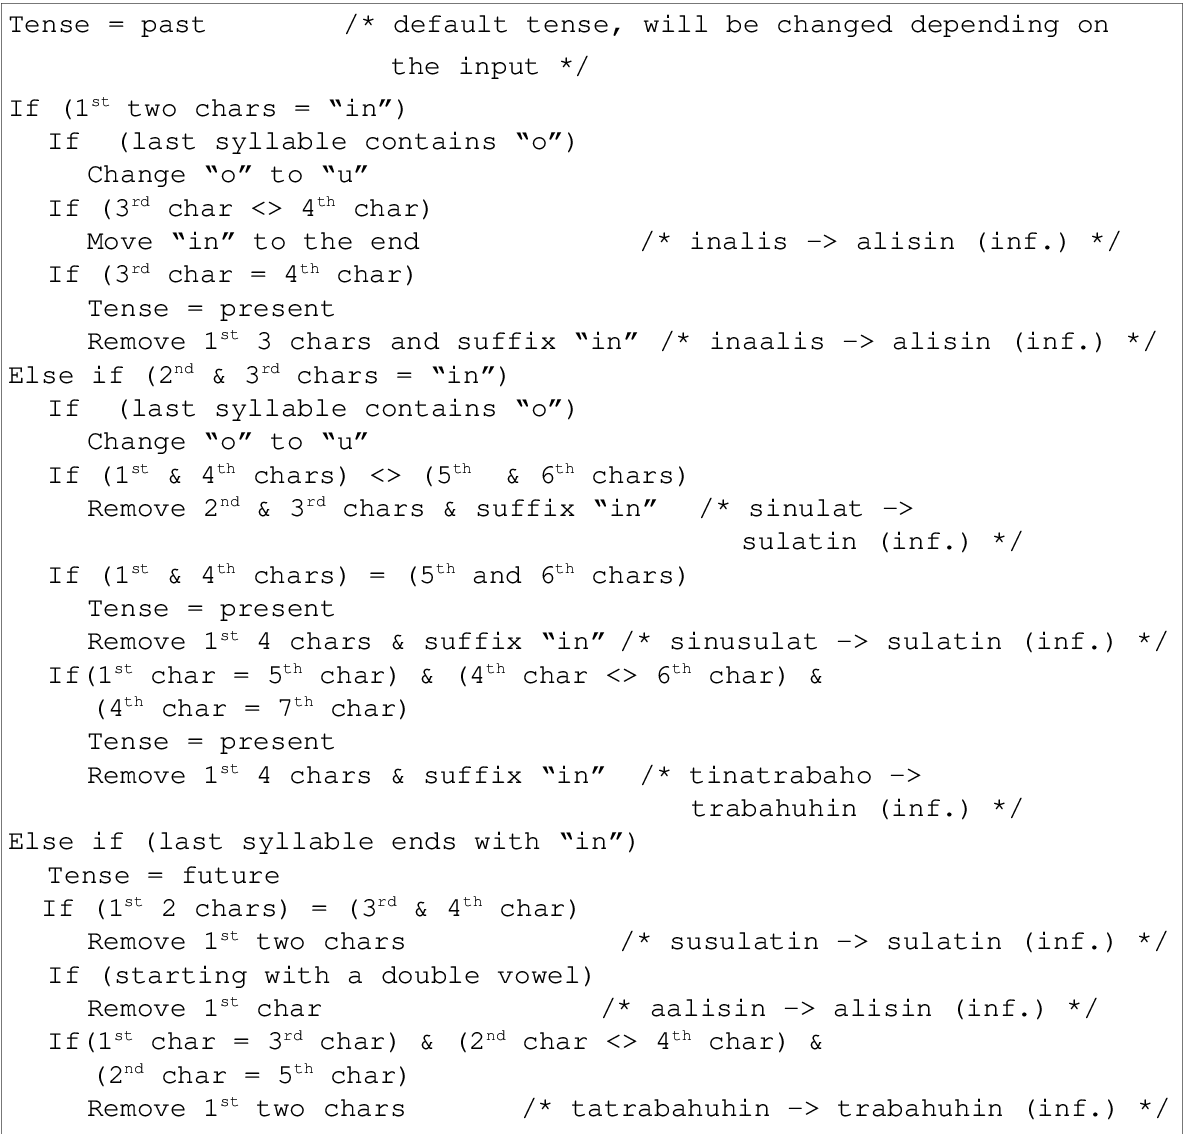 Tense = past /* default tense, will be changed depending on
the input */
If (1st two chars = “in”)
If (last syllable contains “o”)
Change “o” to “u”
If (3rd char <> 4th char)
Move “in” to the end /* inalis –> alisin (inf.) */
If (3rd char = 4th char)
Tense = present
Remove 1st 3 chars and suffix “in” /* inaalis –> alisin (inf.) */
Else if (2nd & 3rd chars = “in”)
If (last syllable contains “o”)
Change “o” to “u”
If (1st & 4th chars) <> (5th & 6th chars)
Remove 2nd & 3rd chars & suffix “in” /* sinulat –>
sulatin (inf.) */
If (1st & 4th chars) = (5th and 6th chars)
Tense = present
Remove 1st 4 chars & suffix “in” /* sinusulat –> sulatin (inf.) */
If(1st char = 5th char) & (4th char <> 6th char) &
(4th char = 7th char)
Tense = present
Remove 1st 4 chars & suffix “in” /* tinatrabaho –>
trabahuhin (inf.) */
Else if (last syllable ends with “in”)
Tense = future
If (1st 2 chars) = (3rd & 4th char)
Remove 1st two chars /* susulatin –> sulatin (inf.) */
If (starting with a double vowel)
Remove 1st char /* aalisin –> alisin (inf.) */
If(1st char = 3rd char) & (2nd char <> 4th char) &
(2nd char = 5th char)
Remove 1st two chars /* tatrabahuhin –> trabahuhin (inf.) */